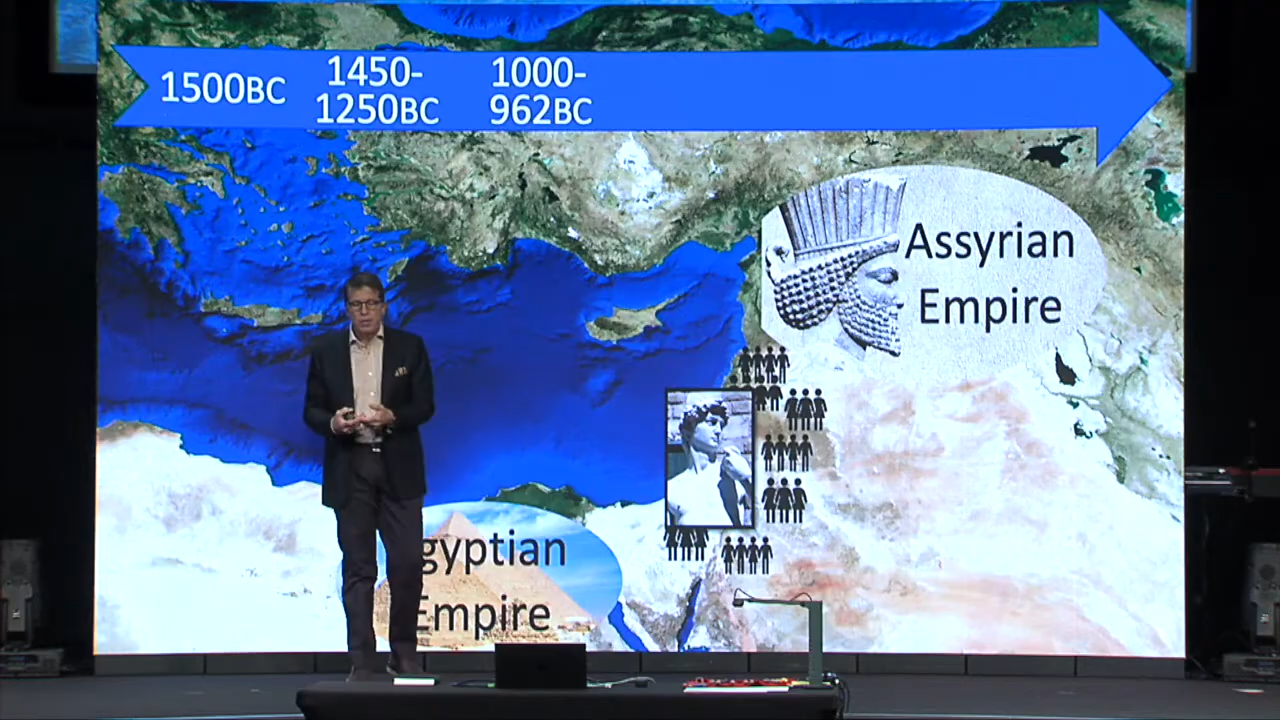 1500BC
1450-
1250BC
1000-
962BC
Assyrian
Empire
gyptian
Empire